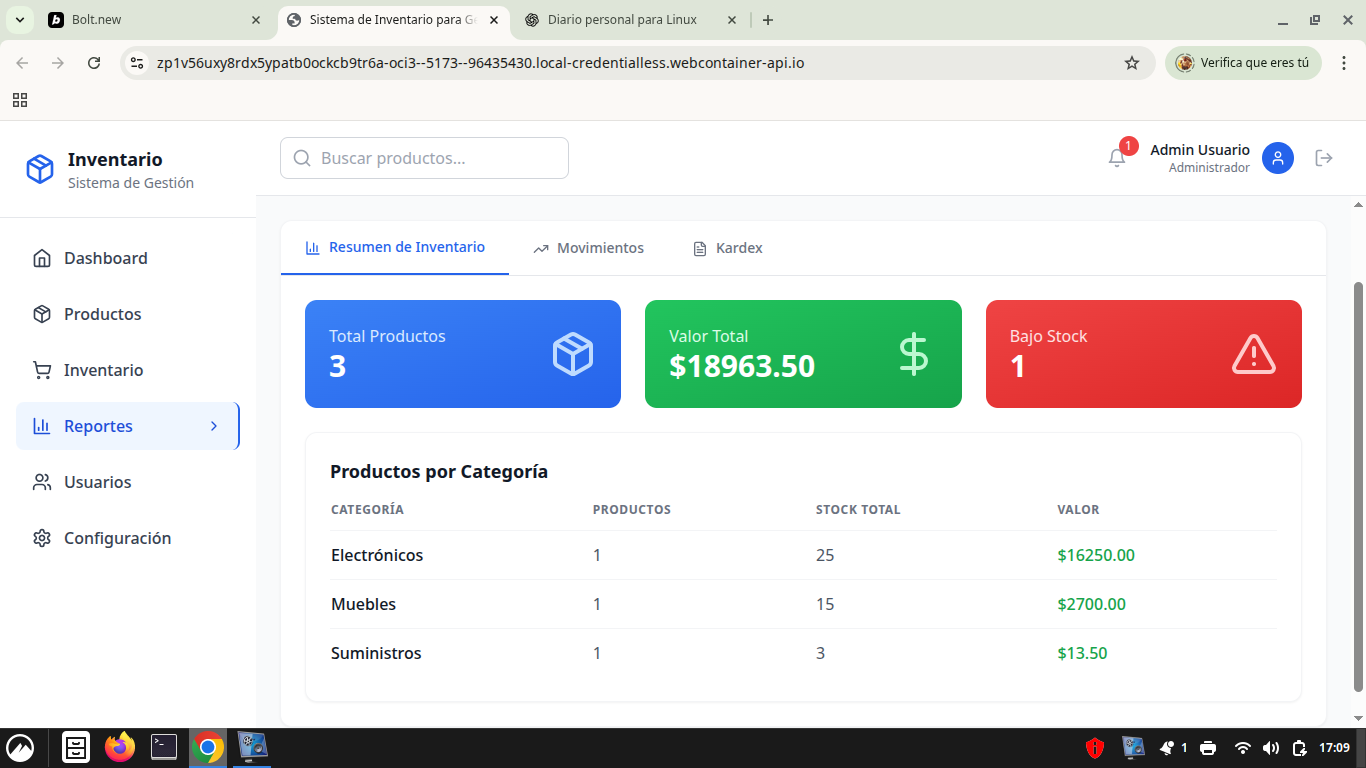 Bolt.new
Sistema de Inventario para Ge
Diario personal para Linux
zp1v56uxy8rdx5ypatb0ockcb9tr6a-oci3--5173--96435430.local-credentialless.webcontainer-api.io
Verifica que eres tú
Inventario
Sistema de Gestión
Buscar productos...
1
Admin Usuario
Administrador
Dashboard
Productos
Inventario
Reportes
Usuarios
Configuración
Resumen de Inventario
Movimientos
Kardex
Total Productos
3
Valor Total
$18963.50
Bajo Stock
1
Productos por Categoría
CATEGORÍA PRODUCTOS STOCK TOTAL VALOR
Electrónicos 1 25 $16250.00
Muebles 1 15 $2700.00
Suministros 1 3 $13.50
1
17:09